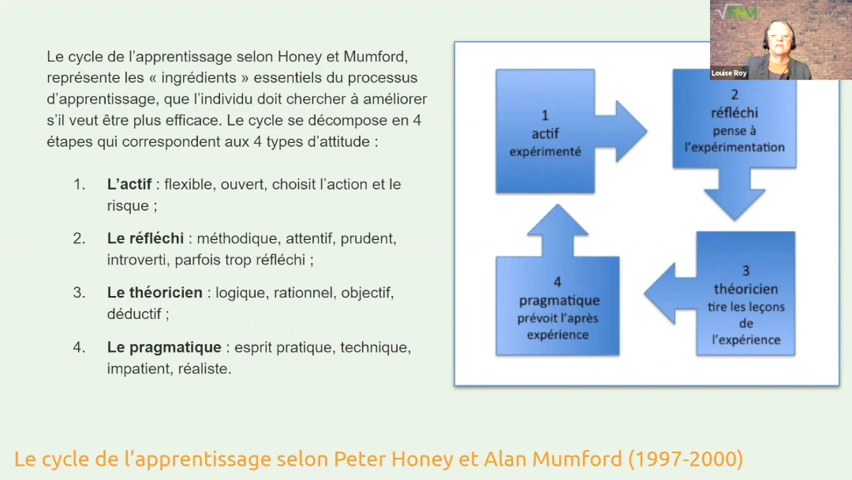 Le cycle de l’apprentissage selon Honey et Mumford,
représente les « ingrédients » essentiels du processus
d’apprentissage, que l’individu doit chercher à améliorer
s’il veut être plus efficace. Le cycle se décompose en 4
étapes qui correspondent aux 4 types d’attitude :
1. L’actif : flexible, ouvert, choisit l’action et le
risque ;
2. Le réfléchi : méthodique, attentif, prudent,
introverti, parfois trop réfléchi ;
3. Le théoricien : logique, rationnel, objectif,
déductif ;
4. Le pragmatique : esprit pratique, technique,
impatient, réaliste.
Louise Roy
1
actif
expérimenté
2
réfléchi
pense à
l’expérimentation
3
théoricien
tire les leçons
de
l’expérience
4
pragmatique
prévoit l’après
expérience
Le cycle de l’apprentissage selon Peter Honey et Alan Mumford (1997-2000)